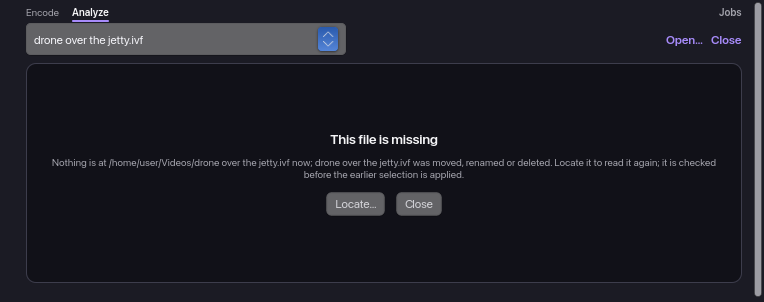 Encode Analyze Jobs
drone over the jetty.ivf Open... Close
This file is missing
Nothing is at /home/user/Videos/drone over the jetty.ivf now; drone over the jetty.ivf was moved, renamed or deleted. Locate it to read it again; it is checked
before the earlier selection is applied.
Locate... Close